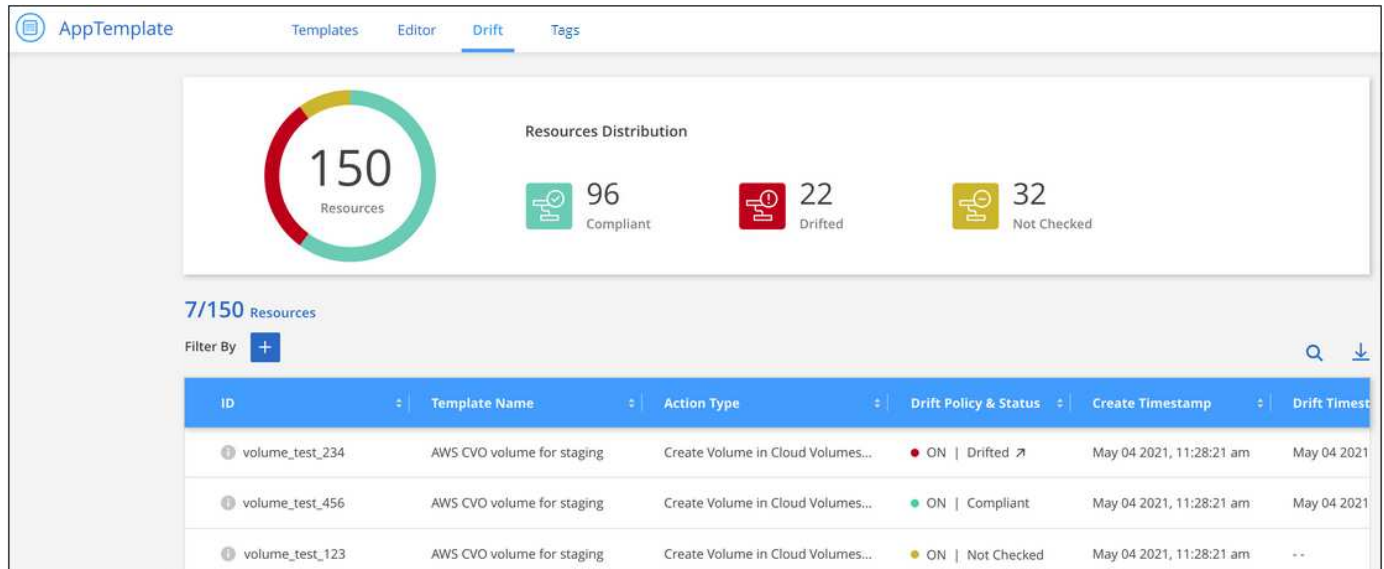 AppTemplate Templates Editor Drift Tags
150
Resources
Resources Distribution
96
Compliant
22
Drifted
32
Not Checked
7/150 Resources
Filter By +
ID Template Name Action Type Drift Policy & Status Create Timestamp Drift Timest
volume_test_234 AWS CVO volume for staging Create Volume in Cloud Volumes... ON | Drifted May 04 2021, 11:28:21 am May 04 2021
volume_test_456 AWS CVO volume for staging Create Volume in Cloud Volumes... ON | Compliant May 04 2021, 11:28:21 am May 04 2021
volume_test_123 AWS CVO volume for staging Create Volume in Cloud Volumes... ON | Not Checked May 04 2021, 11:28:21 am - -